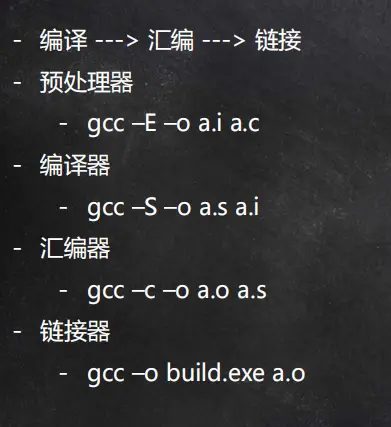 - 编译 ---> 汇编 ---> 链接
- 预处理器
- gcc –E –o a.i a.c
- 编译器
- gcc –S –o a.s a.i
- 汇编器
- gcc –c –o a.o a.s
- 链接器
- gcc –o build.exe a.o